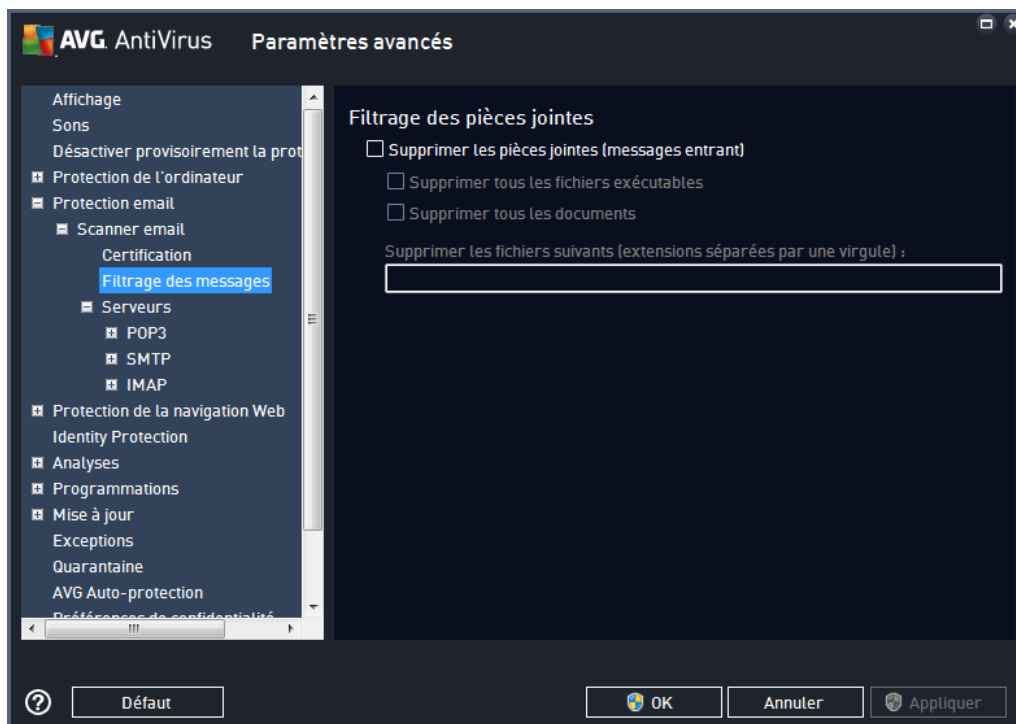 AVG AntiVirus Paramètres avancés
Affichage
Sons
Désactiver provisoirement la prot
Protection de l'ordinateur
Protection email
Scanner email
Certification
Filtrage des messages
Serveurs
POP3
SMTP
IMAP
Protection de la navigation Web
Identity Protection
Analyses
Programmations
Mise à jour
Exceptions
Quarantaine
AVG Auto-protection
Préférences de confidentialité
Filtrage des pièces jointes
Supprimer les pièces jointes (messages entrant)
Supprimer tous les fichiers exécutables
Supprimer tous les documents
Supprimer les fichiers suivants (extensions séparées par une virgule) :
Défaut
OK
Annuler
Appliquer